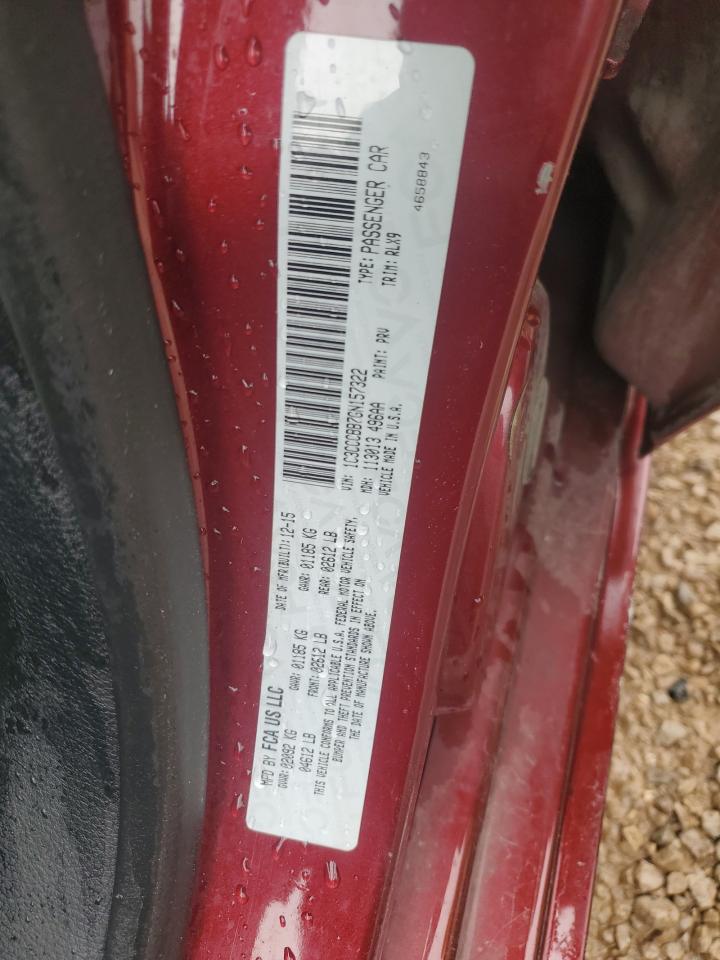 MFD BY FCA US LLC
DATE OF MFR(BUILT): 12-15
GVWR: 02092 KG
GAWR: 01185 KG
GAWR: 01185 KG
04612 LB
FRONT: 02612 LB
REAR: 02612 LB
THIS VEHICLE CONFORMS TO ALL APPLICABLE U.S.A. FEDERAL MOTOR VEHICLE SAFETY,
BUMPER AND THEFT PREVENTION STANDARDS IN EFFECT ON
THE DATE OF MANUFACTURE SHOWN ABOVE.
VIN: 1C3CCCBB7GN157322
TYPE: PASSENGER CAR
MDH: 113013 496AA
PAINT: PRV
TRIM: RLX9
VEHICLE MADE IN U.S.A.
4658843